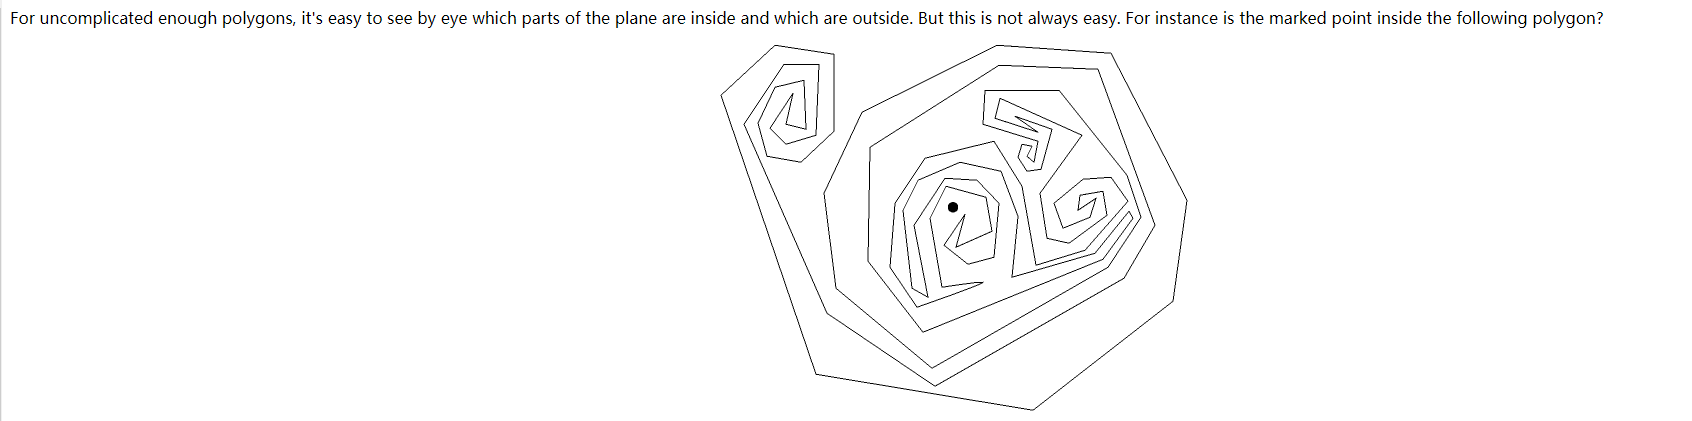 For uncomplicated enough polygons, it's easy to see by eye which parts of the plane are inside and which are outside. But this is not always easy. For instance is the marked point inside the following polygon?